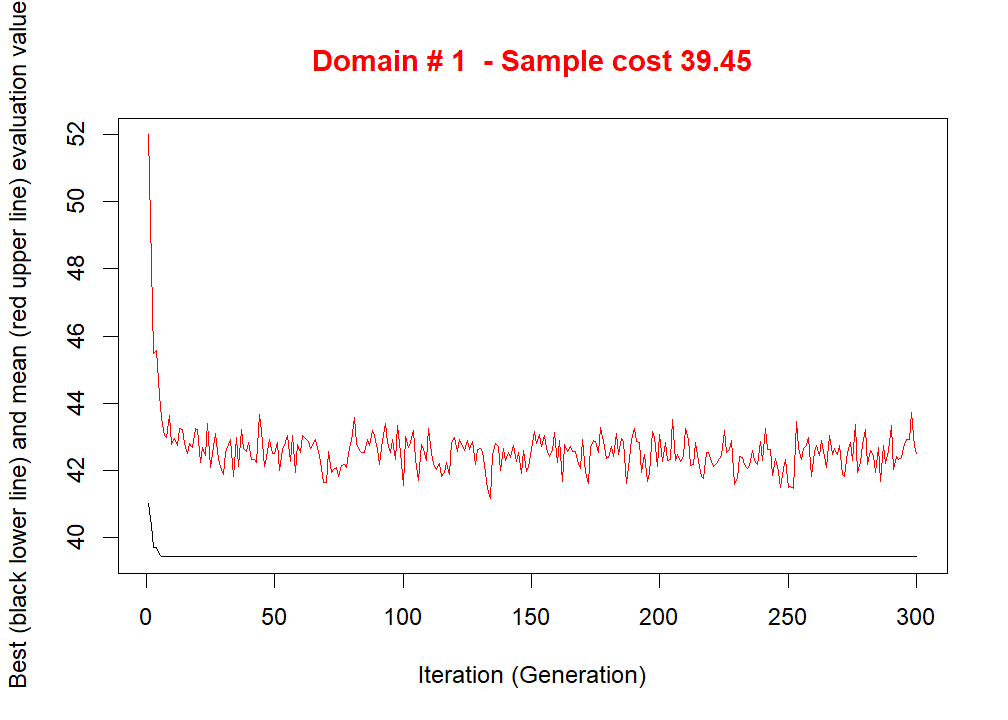 Domain # 1  - Sample cost 39.45
Best (black lower line) and mean (red upper line) evaluation value
52
50
48
46
44
42
40
0 50 100 150 200 250 300
Iteration (Generation)